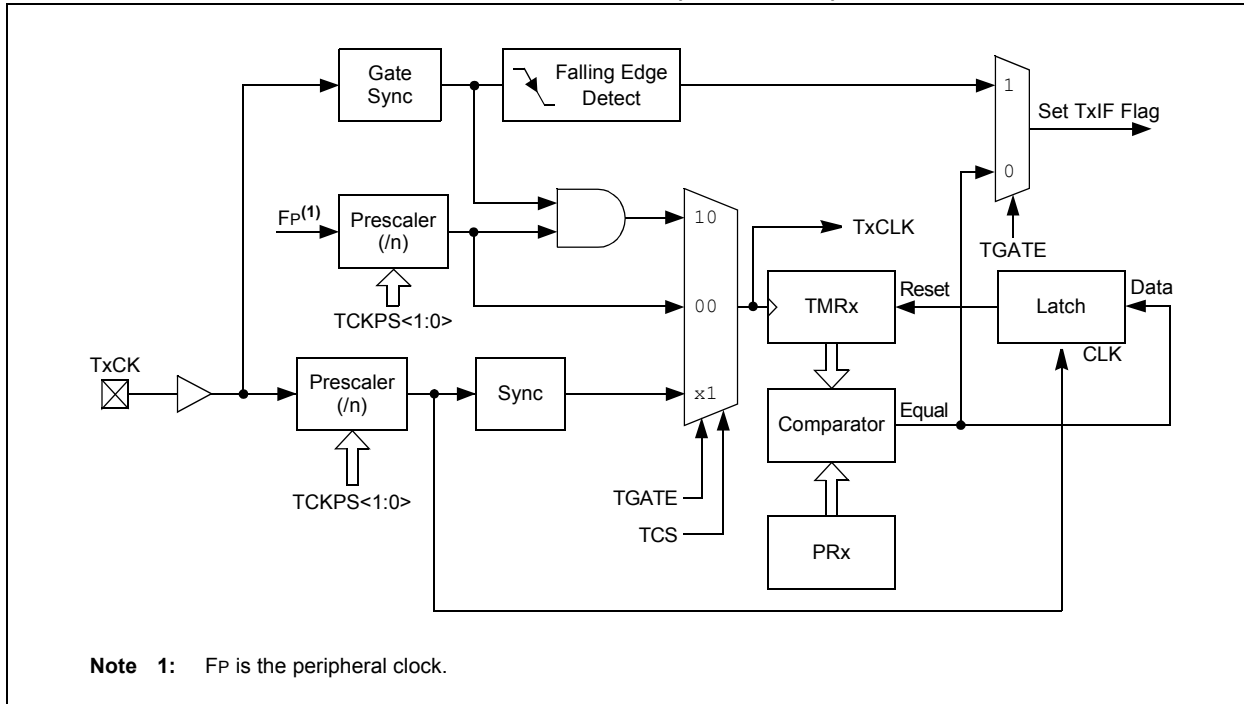 Gate
Sync
Falling Edge
Detect
1
Set TxIF Flag
0
TGATE
FP(1)
Prescaler
(/n)
TCKPS<1:0>
10
00
x1
TxCLK
TMRx
Reset
Latch
Data
CLK
TxCK
Prescaler
(/n)
TCKPS<1:0>
Sync
Comparator
Equal
TGATE
TCS
PRx
Note 1: FP is the peripheral clock.